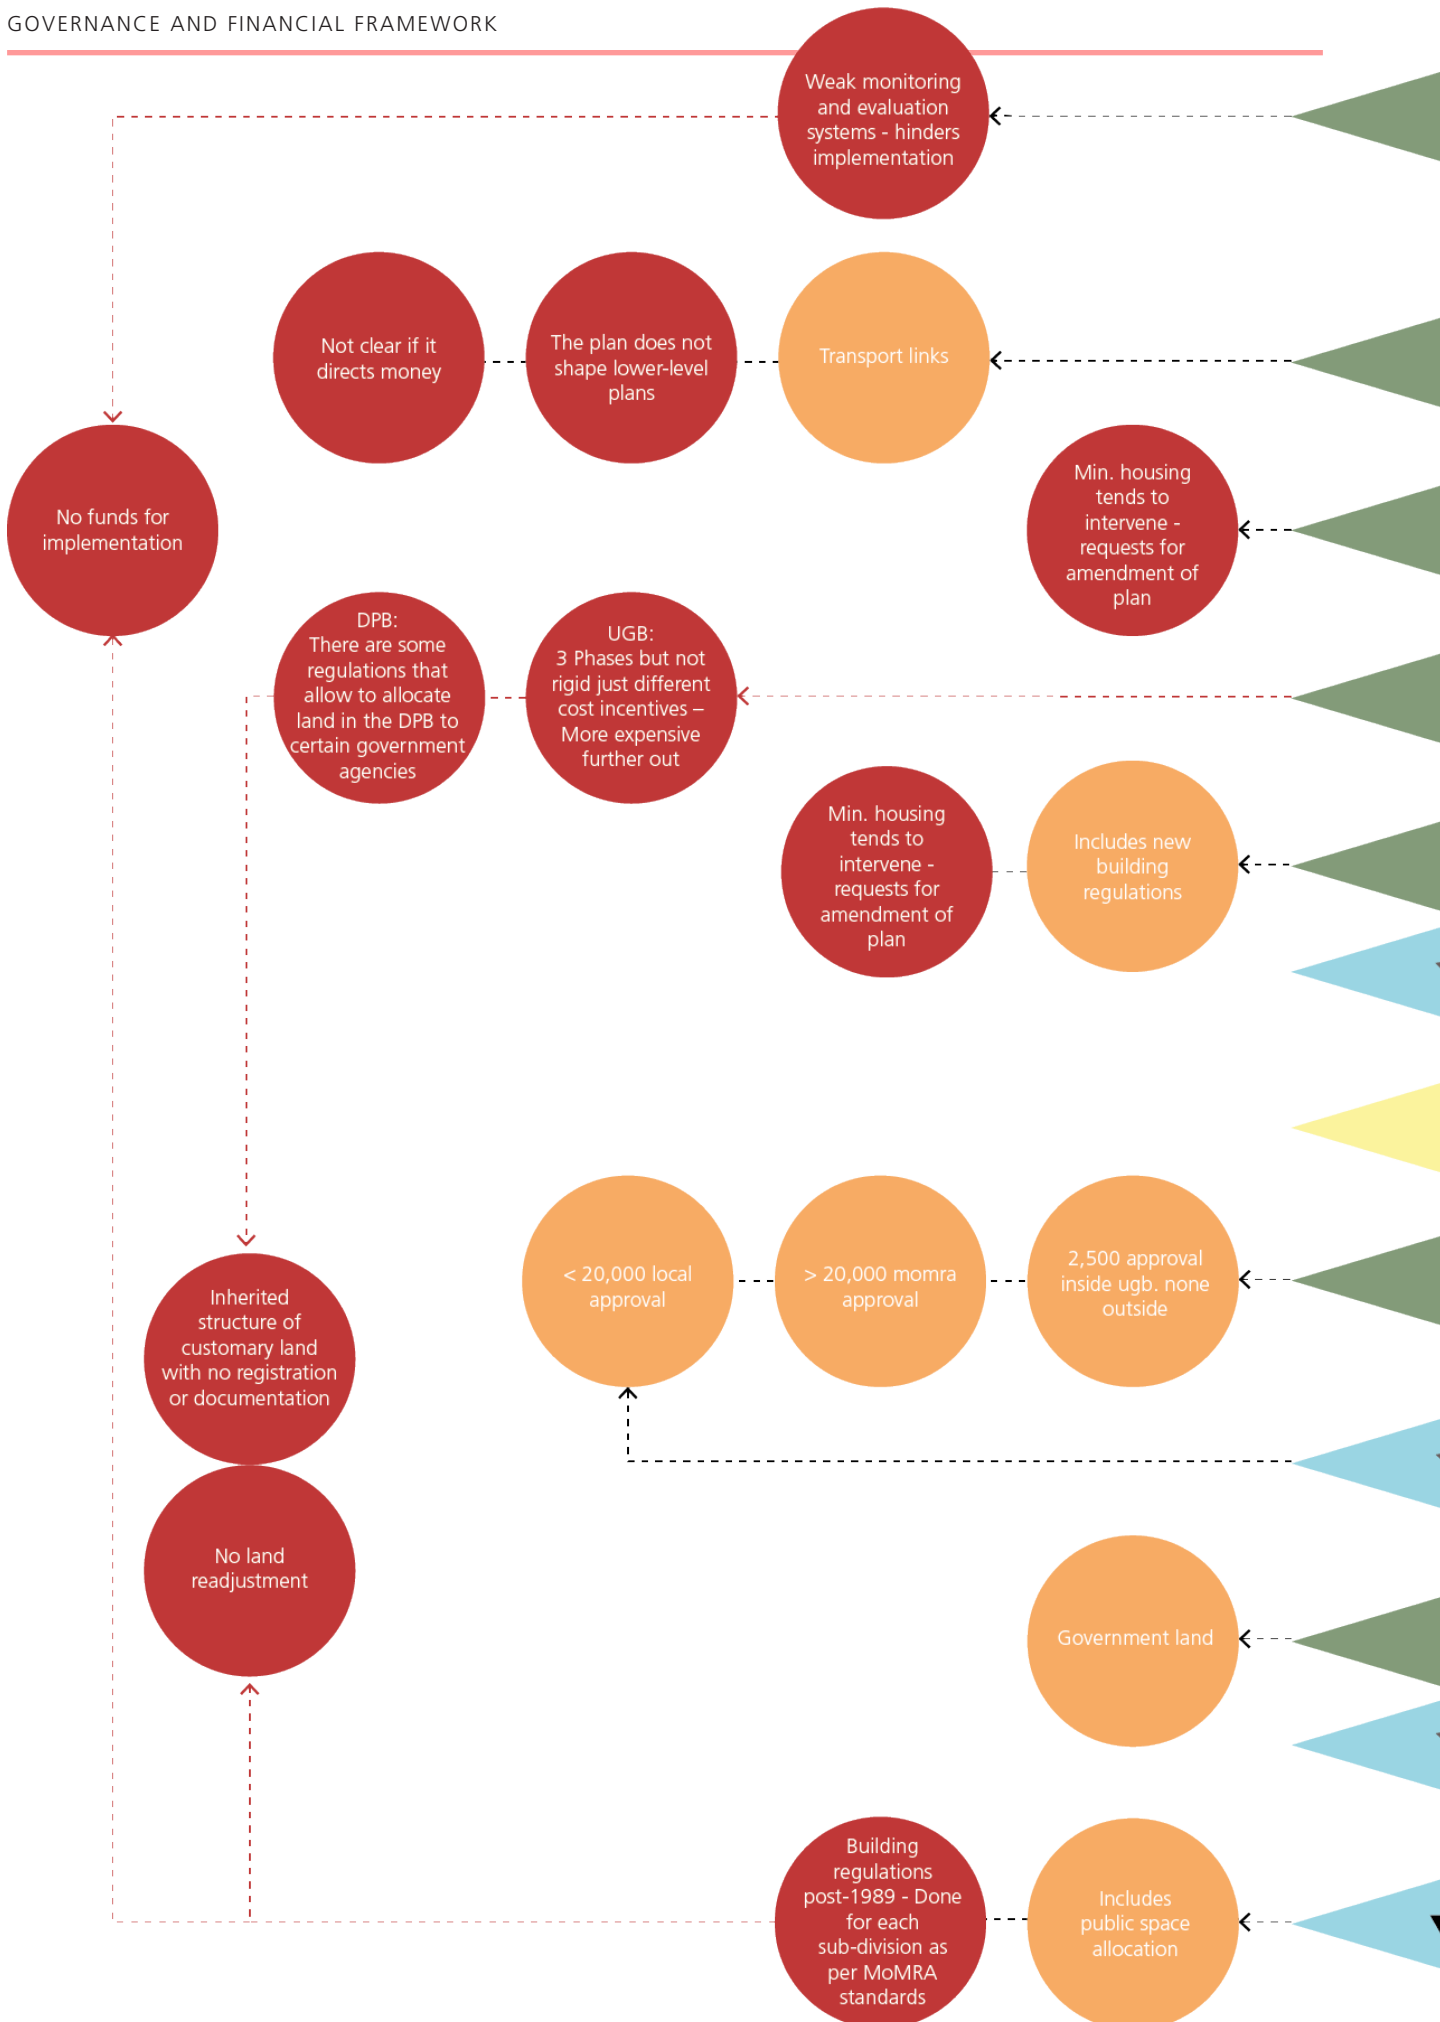 GOVERNANCE AND FINANCIAL FRAMEWORK
Weak monitoring
and evaluation
systems - hinders
implementation
Not clear if it
directs money
The plan does not
shape lower-level
plans
Transport links
Min. housing
tends to
intervene -
requests for
amendment of
plan
No funds for
implementation
DPB:
There are some
regulations that
allow to allocate
land in the DPB to
certain government
agencies
UGB:
3 Phases but not
rigid just different
cost incentives –
More expensive
further out
Min. housing
tends to
intervene -
requests for
amendment of
plan
Includes new
building
regulations
< 20,000 local
approval
> 20,000 momra
approval
2,500 approval
inside ugb. none
outside
Inherited
structure of
customary land
with no registration
or documentation
No land
readjustment
Government land
Building
regulations
post-1989 - Done
for each
sub-division as
per MoMRA
standards
Includes
public space
allocation